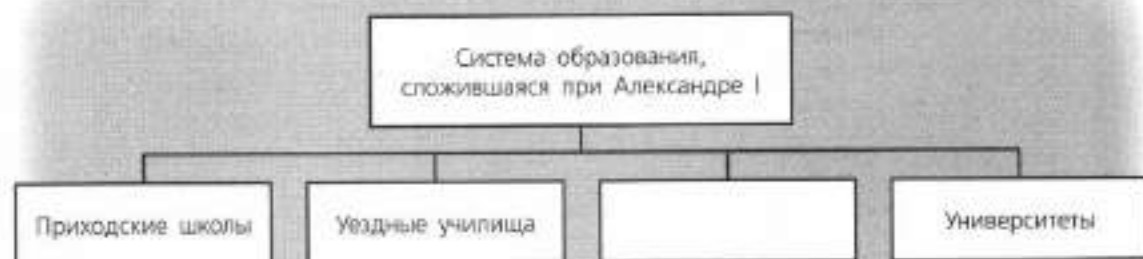 Система образования,
сложившаяся при Александре I
Приходские школы
Уездные училища
Университеты